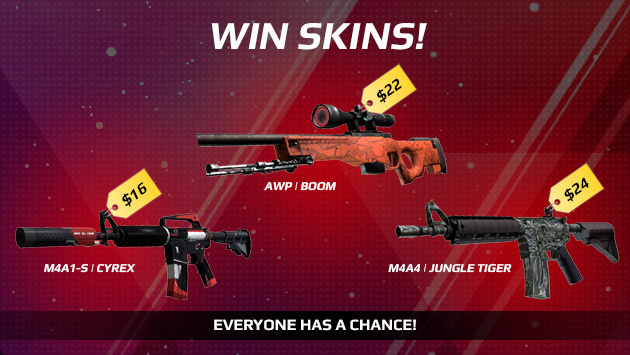 WIN SKINS!
$22
AWP | BOOM
$16
$24
M4A1-S | CYREX
M4A4 | JUNGLE TIGER
EVERYONE HAS A CHANCE!